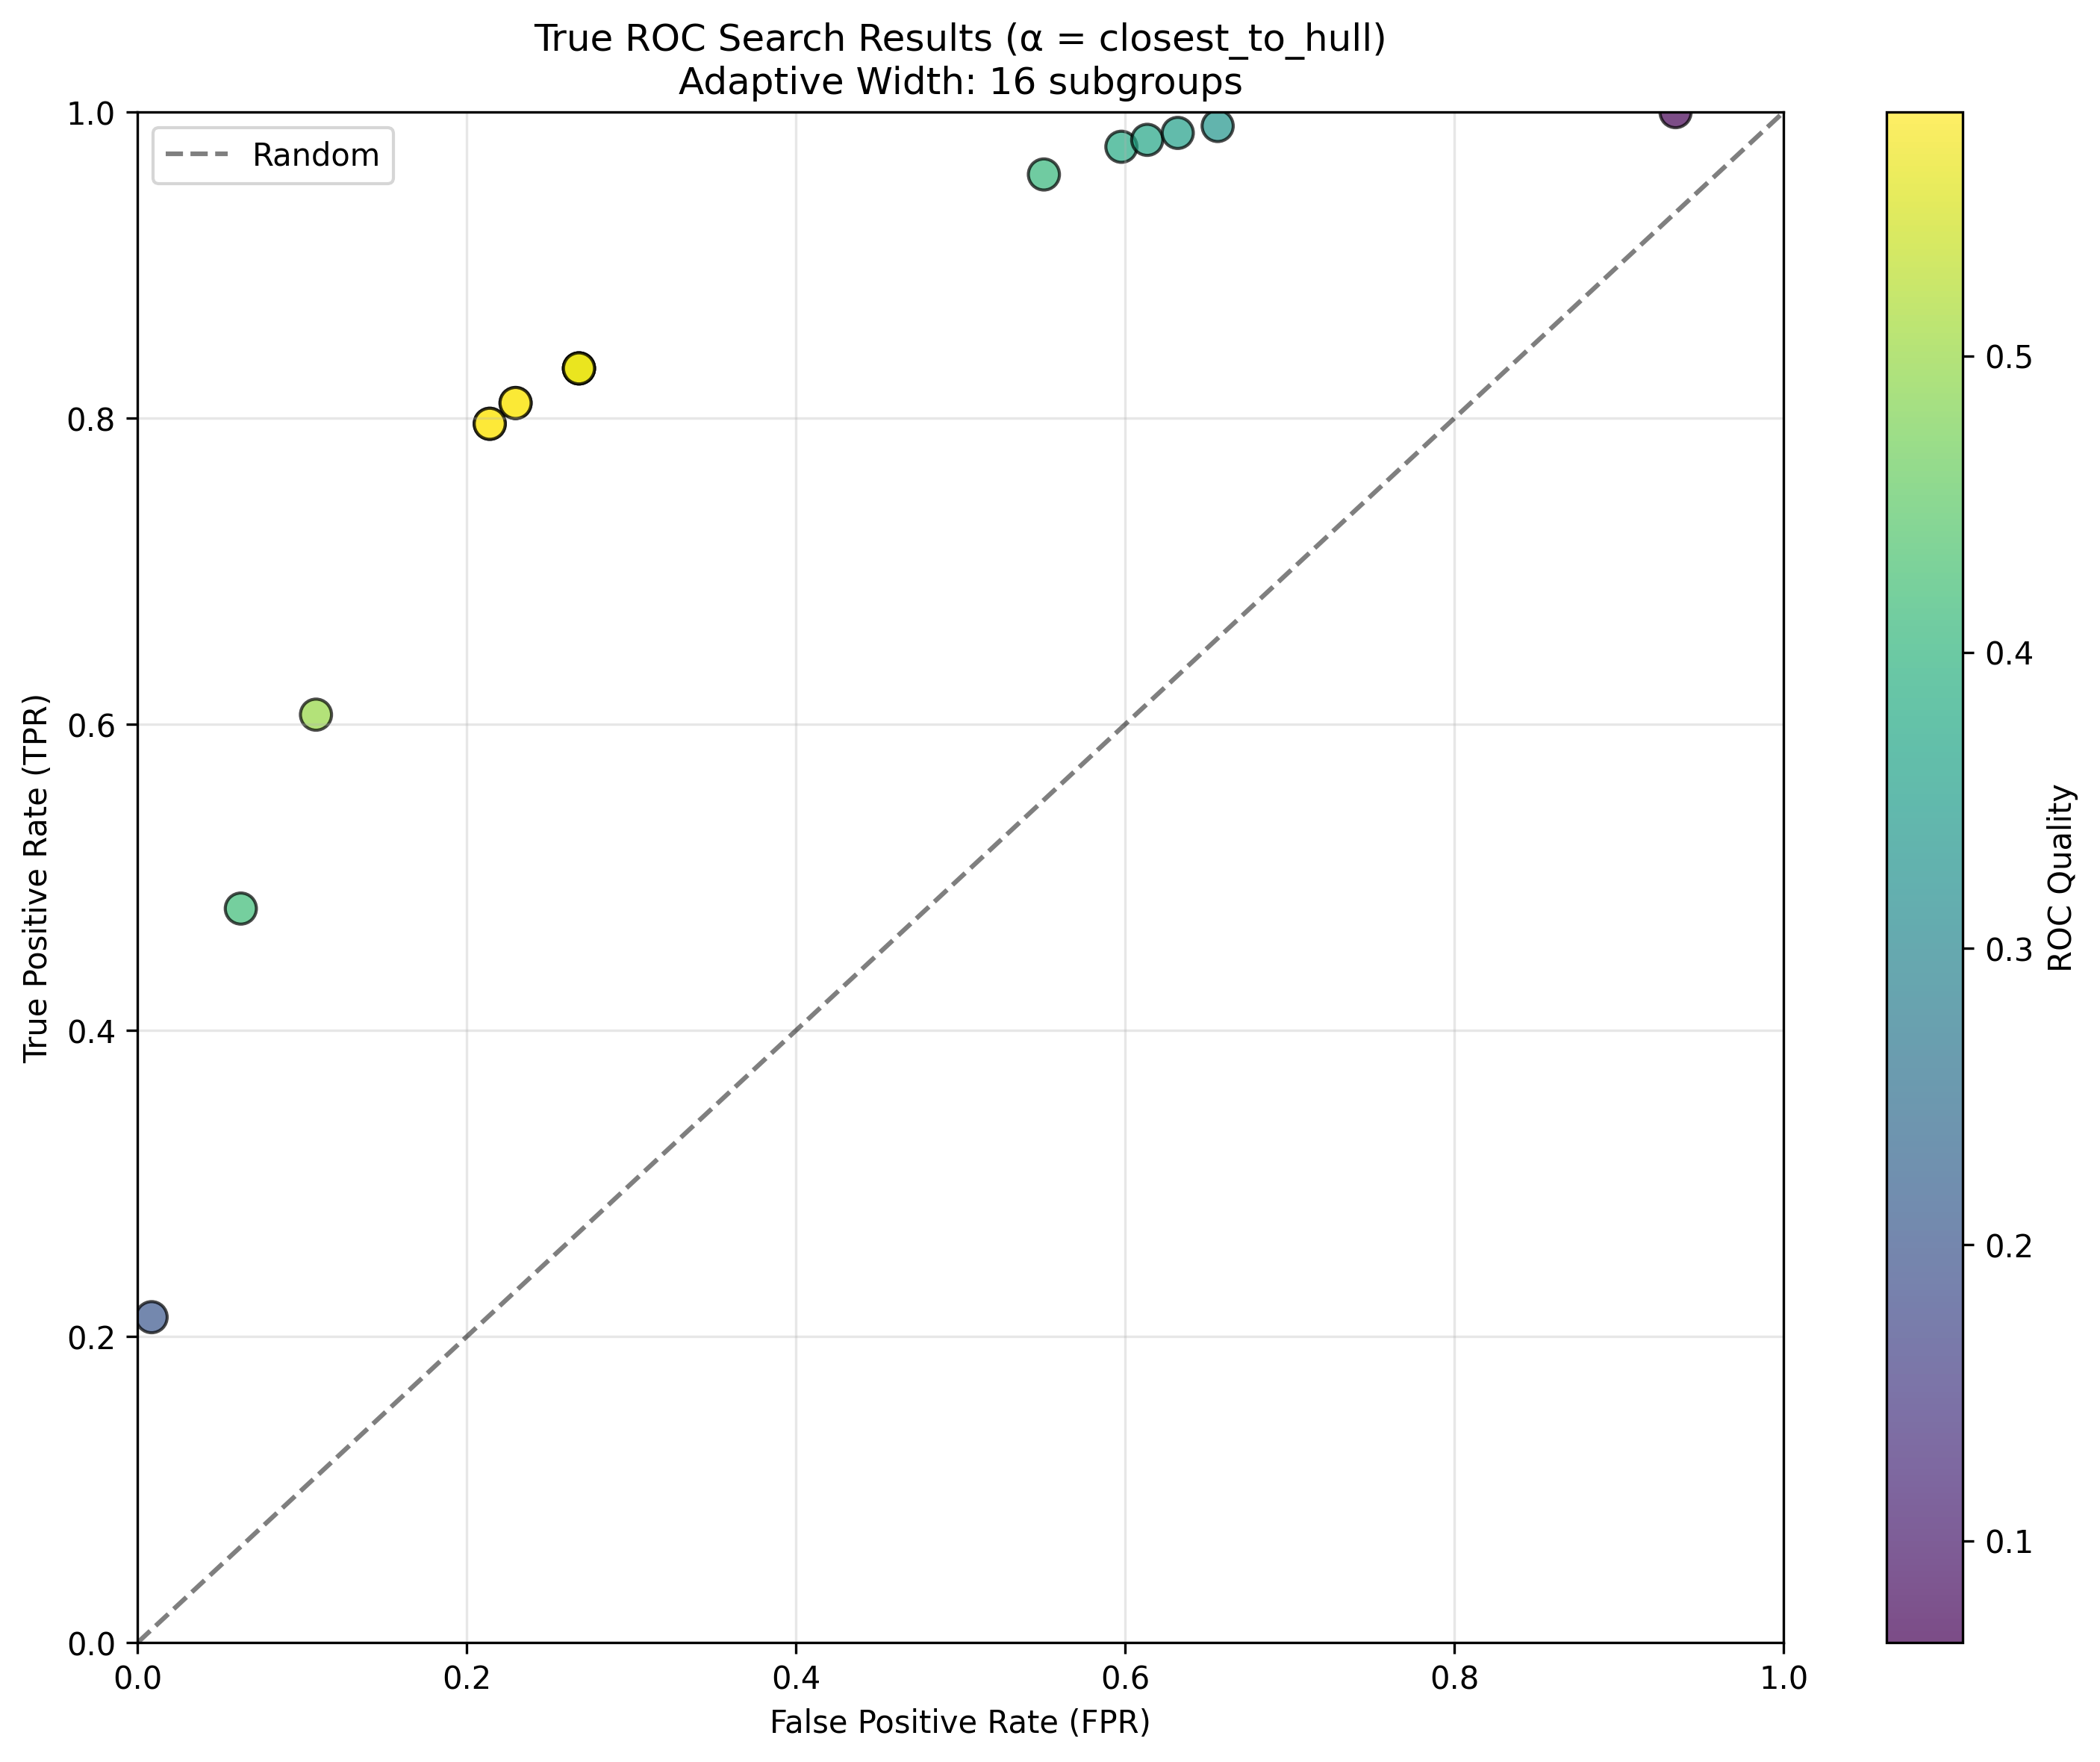 True ROC Search Results (α = closest_to_hull)
Adaptive Width: 16 subgroups
Random
True Positive Rate (TPR)
1.0
0.8
0.6
0.4
0.2
0.0
0.0 0.2 0.4 0.6 0.8 1.0
False Positive Rate (FPR)
0.5
0.4
0.3
0.2
0.1
ROC Quality